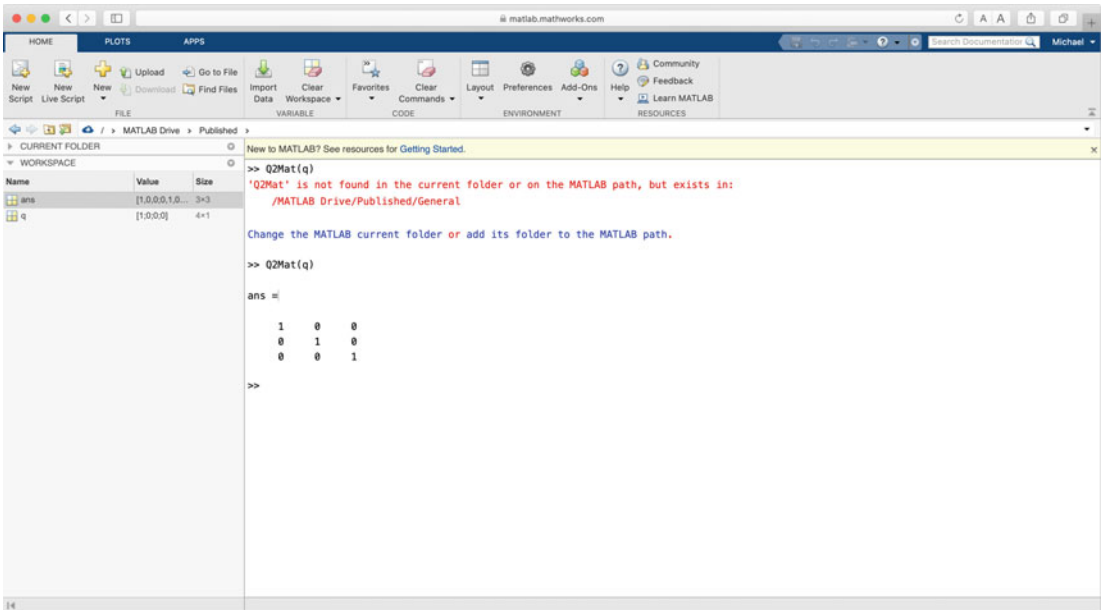 matlab.mathworks.com
A A
HOME PLOTS APPS
Search Documentation Michael
New Script
New Live Script
New
Upload
Download
Go to File
Find Files
Import Data
Clear Workspace
Favorites
Clear Commands
Layout
Preferences
Add-Ons
Help
Community
Feedback
Learn MATLAB
FILE VARIABLE CODE ENVIRONMENT RESOURCES
/ › MATLAB Drive › Published ›
CURRENT FOLDER
WORKSPACE
Name Value Size
ans [1,0,0;0,1,0... 3×3
q [1;0;0;0] 4×1
New to MATLAB? See resources for Getting Started.
>> Q2Mat(q)
'Q2Mat' is not found in the current folder or on the MATLAB path, but exists in:
/MATLAB Drive/Published/General
Change the MATLAB current folder or add its folder to the MATLAB path.
>> Q2Mat(q)
ans =
1 0 0
0 1 0
0 0 1
>>